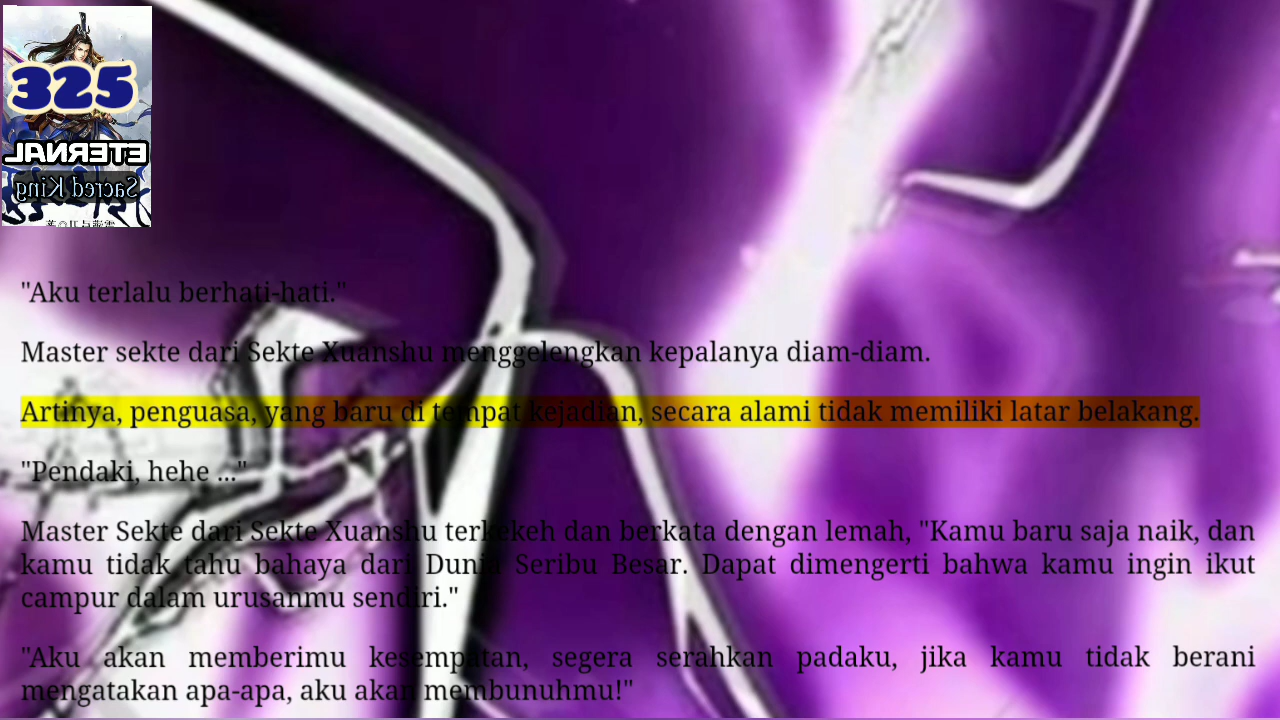 325
ETERNAL
Sacred King
"Aku terlalu berhati-hati."
Master sekte dari Sekte Xuanshu menggelengkan kepalanya diam-diam.
Artinya, penguasa, yang baru di tempat kejadian, secara alami tidak memiliki latar belakang.
"Pendaki, hehe ..."
Master Sekte dari Sekte Xuanshu terkekeh dan berkata dengan lemah, "Kamu baru saja naik, dan
kamu tidak tahu bahaya dari Dunia Seribu Besar. Dapat dimengerti bahwa kamu ingin ikut
campur dalam urusanmu sendiri."
"Aku akan memberimu kesempatan, segera serahkan padaku, jika kamu tidak berani
mengatakan apa-apa, aku akan membunuhmu!"